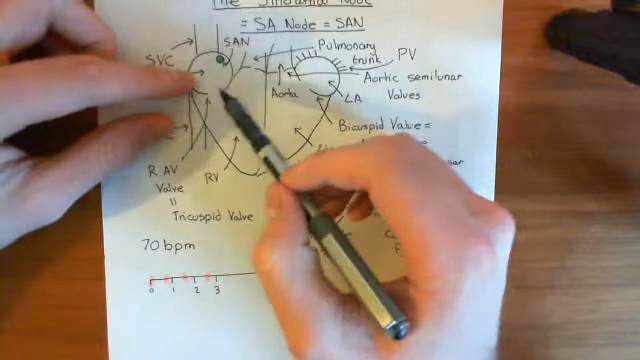 The Sinoatrial Node
= SA Node = SAN
SAN
Pulmonary
trunk
PV
SVC
Aortic semilunar
Valves
Aorta
LA
Bicuspid Valve =
R AV
Valve
=
Tricuspid Valve
RV
70 bpm
0 1 2 3